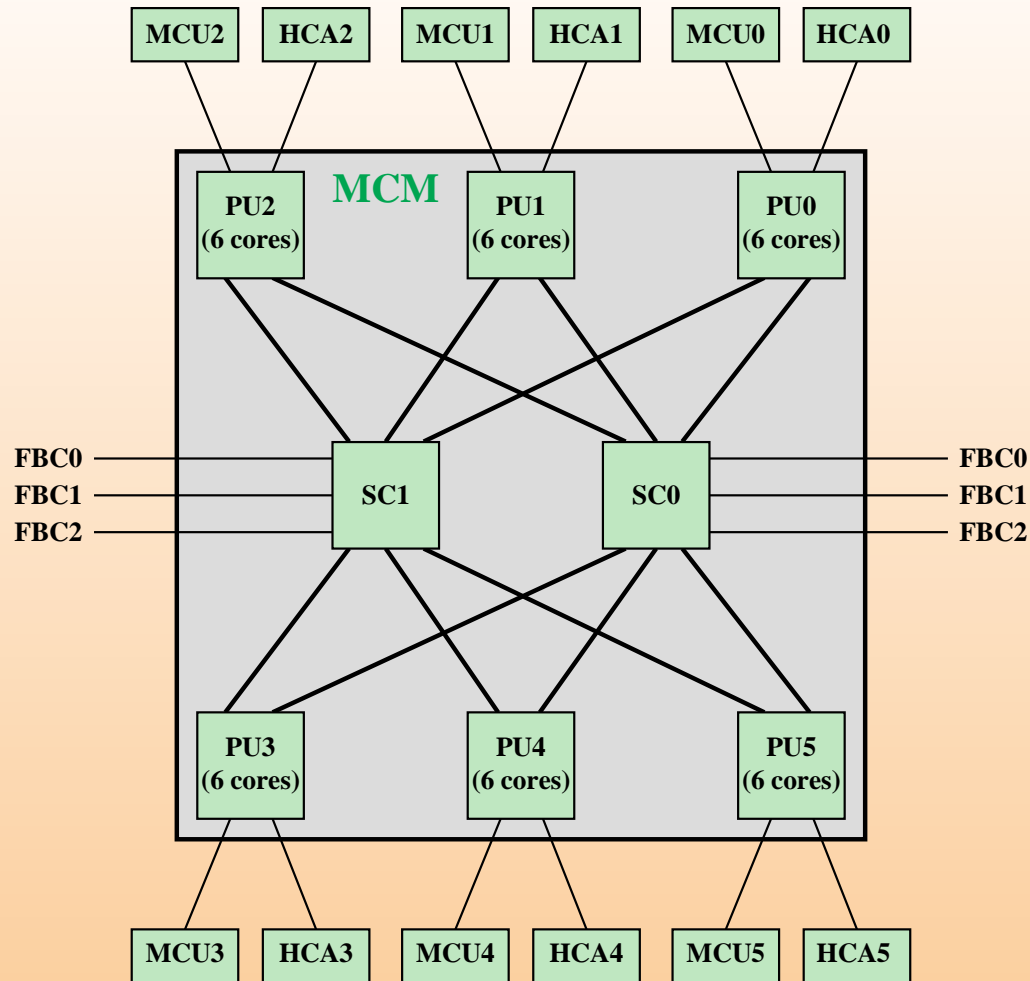 MCU2 HCA2 MCU1 HCA1 MCU0 HCA0
MCM
PU2 PU1 PU0
(6 cores) (6 cores) (6 cores)
FBC0 FBC0
FBC1 SC1 SC0 FBC1
FBC2 FBC2
PU3 PU4 PU5
(6 cores) (6 cores) (6 cores)
MCU3 HCA3 MCU4 HCA4 MCU5 HCA5